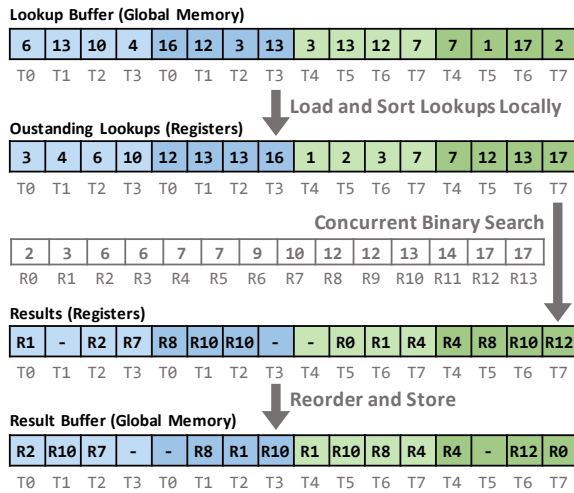 Lookup Buffer (Global Memory)
6 13 10 4 16 12 3 13 3 13 12 7 7 1 17 2
T0 T1 T2 T3 T0 T1 T2 T3 T4 T5 T6 T7 T4 T5 T6 T7
Load and Sort Lookups Locally
Oustanding Lookups (Registers)
3 4 6 10 12 13 13 16 1 2 3 7 7 12 13 17
T0 T1 T2 T3 T0 T1 T2 T3 T4 T5 T6 T7 T4 T5 T6 T7
Concurrent Binary Search
2 3 6 6 7 7 9 10 12 12 13 14 17 17
R0 R1 R2 R3 R4 R5 R6 R7 R8 R9 R10 R11 R12 R13
Results (Registers)
R1 - R2 R7 R8 R10 R10 - - R0 R1 R4 R4 R8 R10 R12
T0 T1 T2 T3 T0 T1 T2 T3 T4 T5 T6 T7 T4 T5 T6 T7
Reorder and Store
Result Buffer (Global Memory)
R2 R10 R7 - - R8 R1 R10 R1 R10 R8 R4 R4 - R12 R0
T0 T1 T2 T3 T0 T1 T2 T3 T4 T5 T6 T7 T4 T5 T6 T7